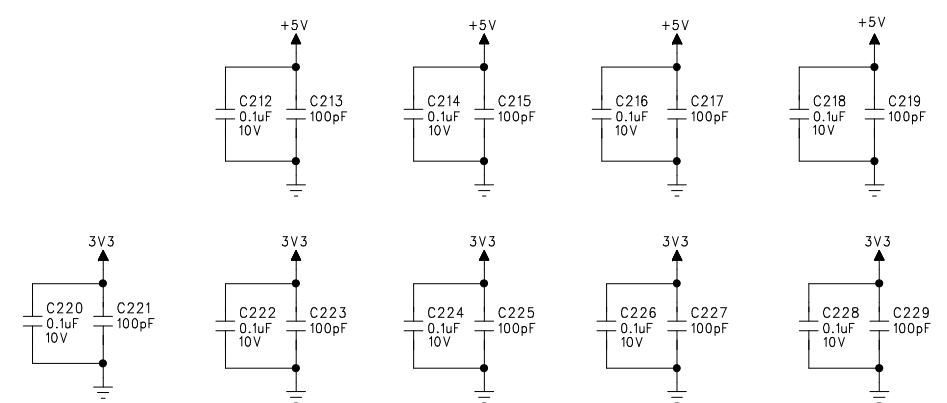 +5V
C212
0.1uF
10V
C213
100pF
+5V
C214
0.1uF
10V
C215
100pF
+5V
C216
0.1uF
10V
C217
100pF
+5V
C218
0.1uF
10V
C219
100pF
3V3
C220
0.1uF
10V
C221
100pF
3V3
C222
0.1uF
10V
C223
100pF
3V3
C224
0.1uF
10V
C225
100pF
3V3
C226
0.1uF
10V
C227
100pF
3V3
C228
0.1uF
10V
C229
100pF